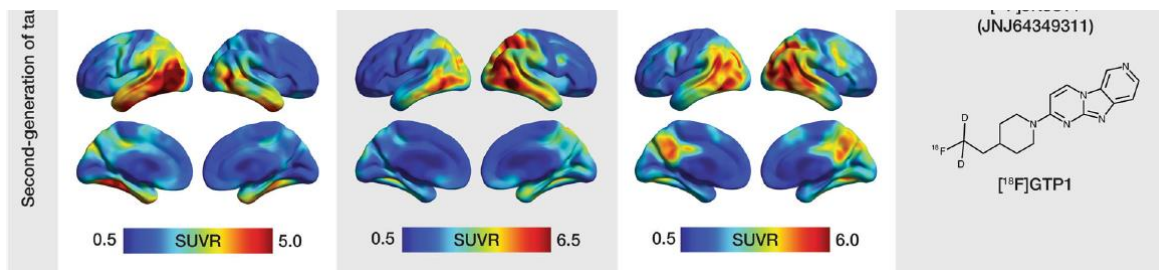 Second-generation of tau
0.5 SUVR 5.0
0.5 SUVR 6.5
0.5 SUVR 6.0
(JNJ64349311)
N
N
N
N
N
D
D
¹⁸F
[¹⁸F]GTP1